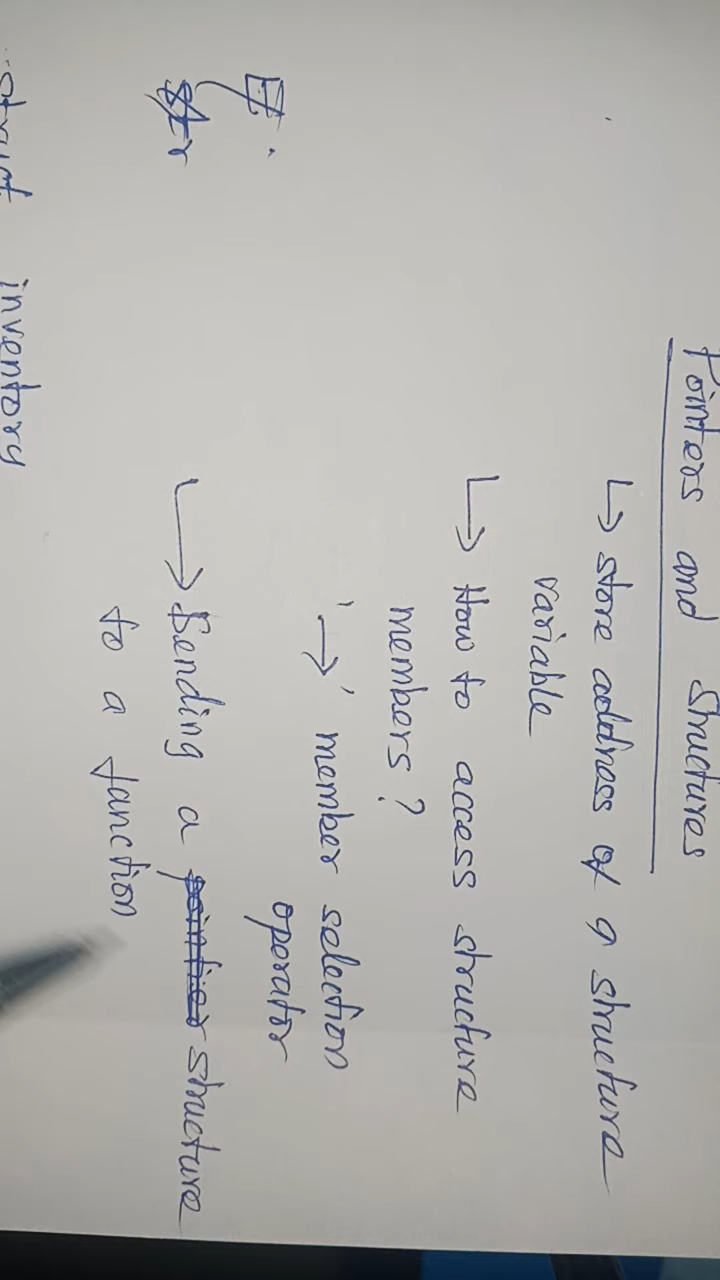 Pointers and structures
↳ store address of a structure
variable
↳ How to access structure
members?
'→' member selection
operator
↳ Sending a structure
to a function
struct inventory